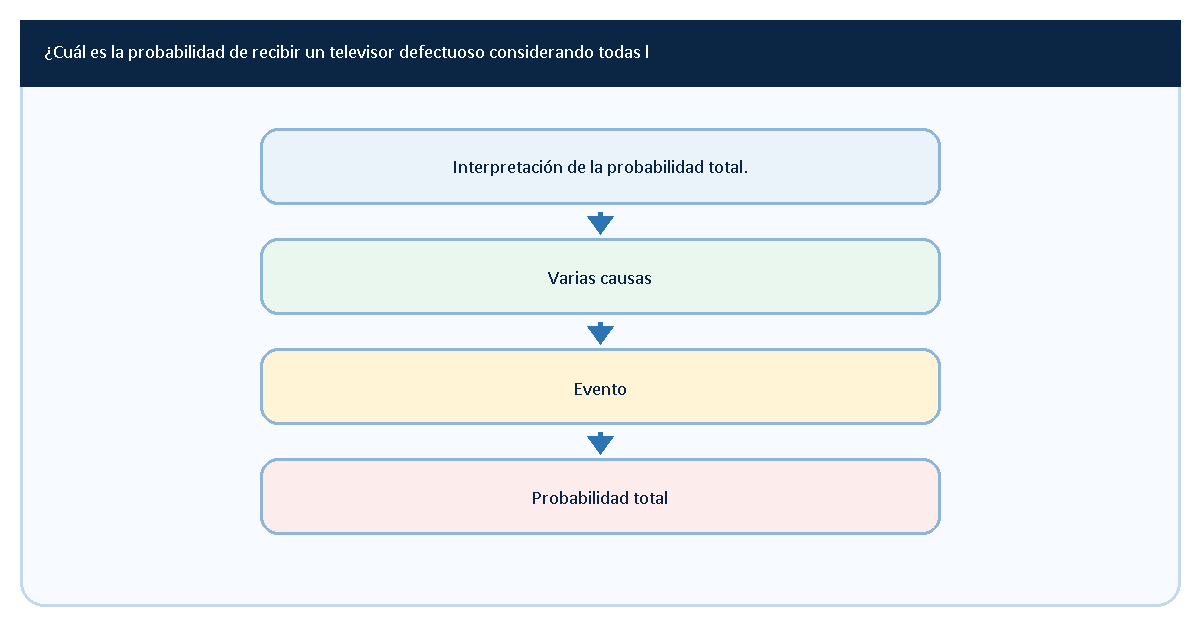 ¿Cuál es la probabilidad de recibir un televisor defectuoso considerando todas l
Interpretación de la probabilidad total.
Varias causas
Evento
Probabilidad total